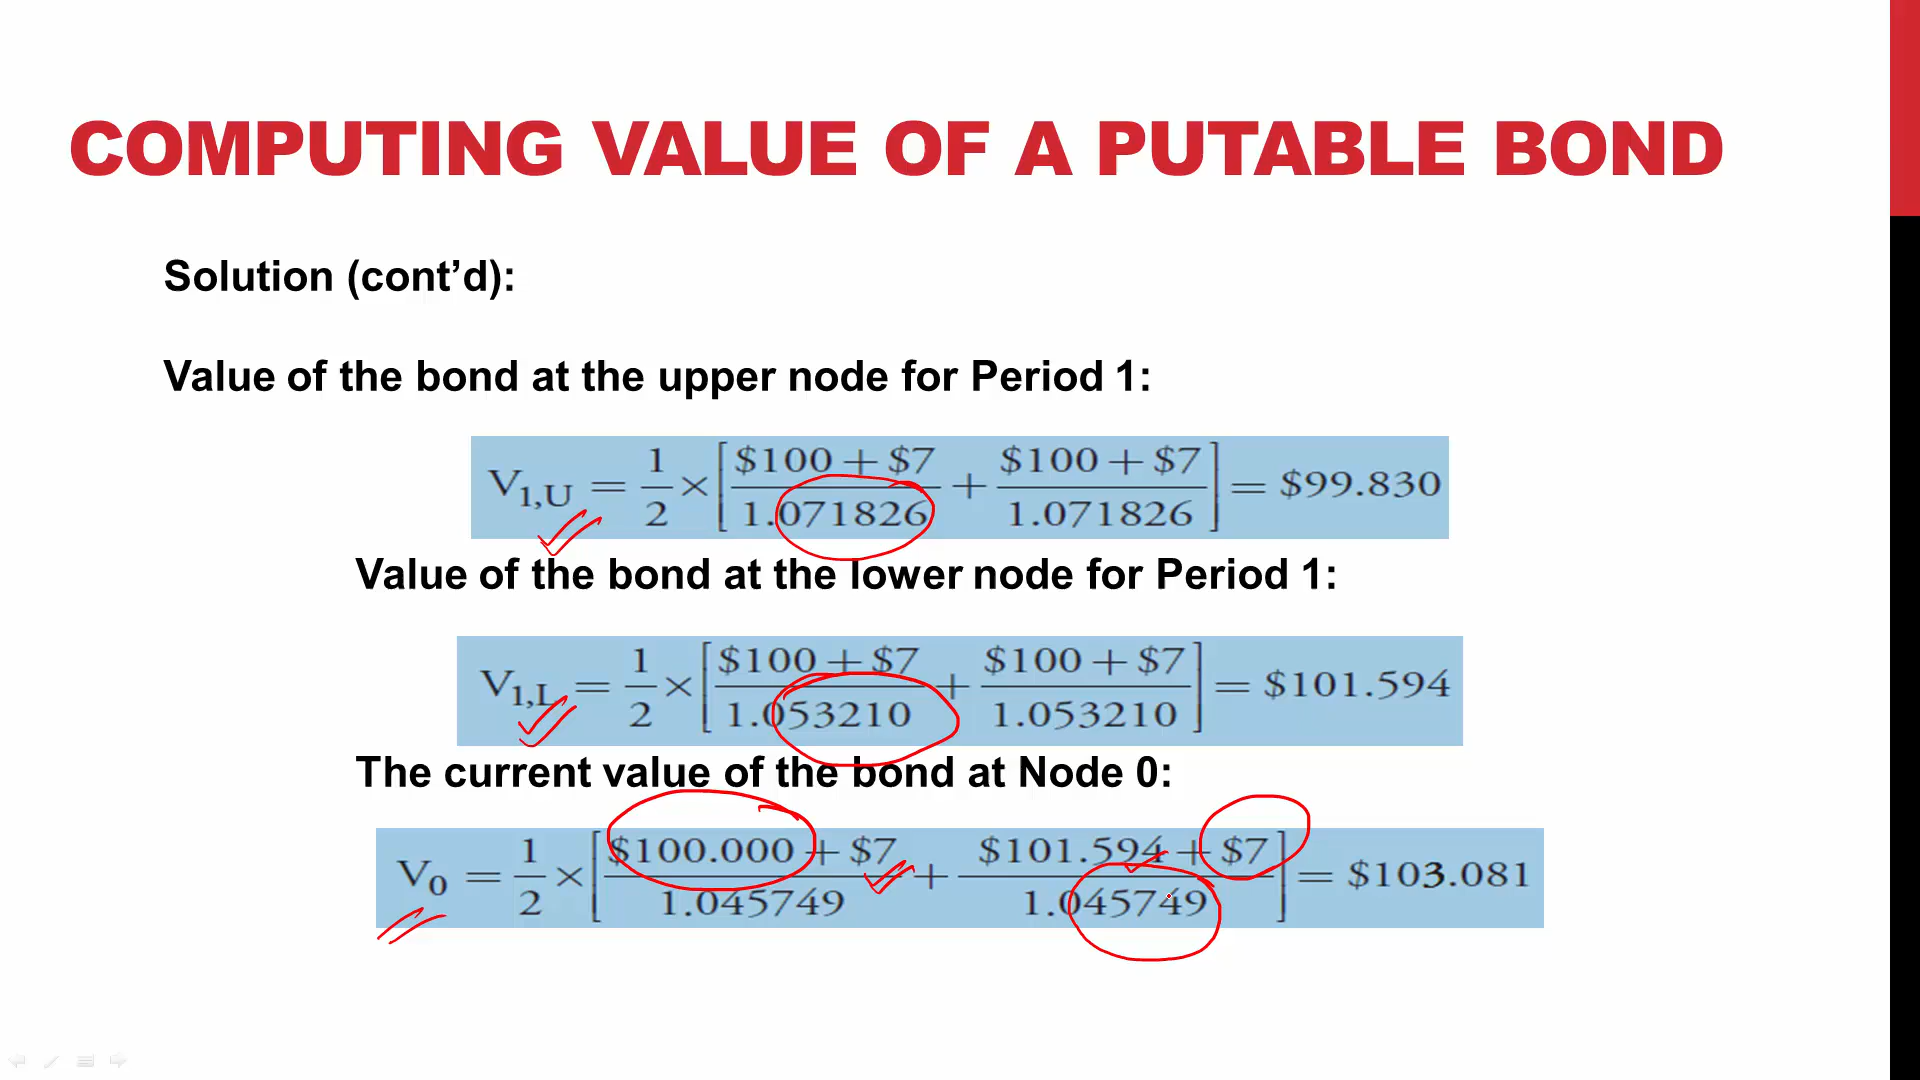 COMPUTING VALUE OF A PUTABLE BOND
Solution (cont’d):
Value of the bond at the upper node for Period 1:
V1,U = 1/2 × [($100 + $7)/1.071826 + ($100 + $7)/1.071826] = $99.830
Value of the bond at the lower node for Period 1:
V1,L = 1/2 × [($100 + $7)/1.053210 + ($100 + $7)/1.053210] = $101.594
The current value of the bond at Node 0:
V0 = 1/2 × [($100.000 + $7)/1.045749 + ($101.594 + $7)/1.045749] = $103.081